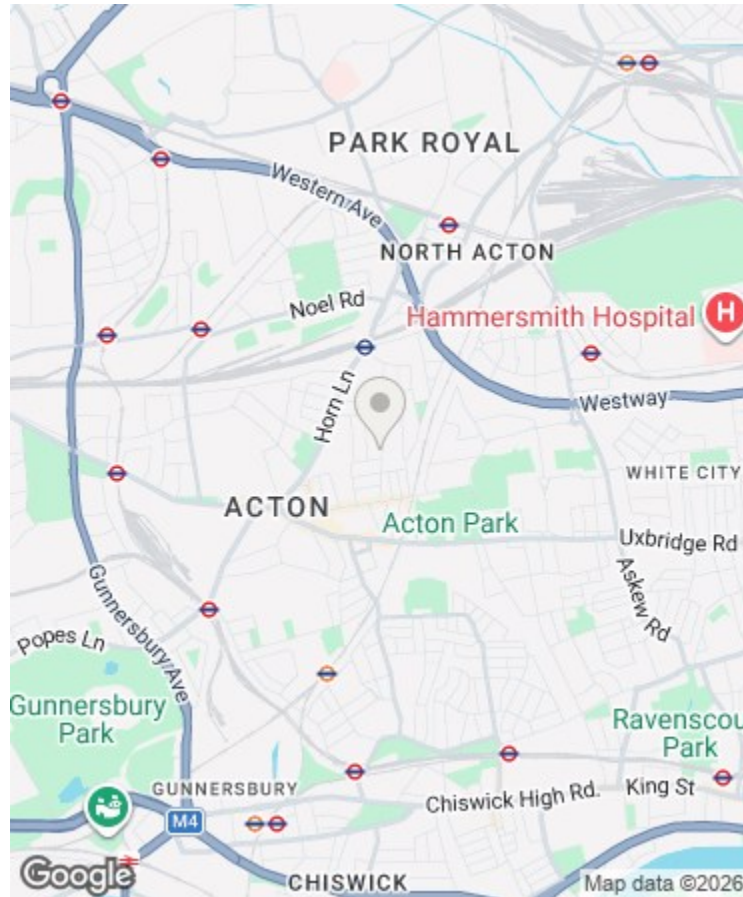 PARK ROYAL
Western Ave
NORTH ACTON
Noel Rd
Hammersmith Hospital
H
Horn Ln
Westway
WHITE CITY
ACTON
Acton Park
Uxbridge Rd
Askew Rd
Gunnersbury Ave
Popes Ln
Gunnersbury
Park
Ravenscou
Park
GUNNERSBURY
Chiswick High Rd.
King St
M4
CHISWICK
Google
Map data ©2026